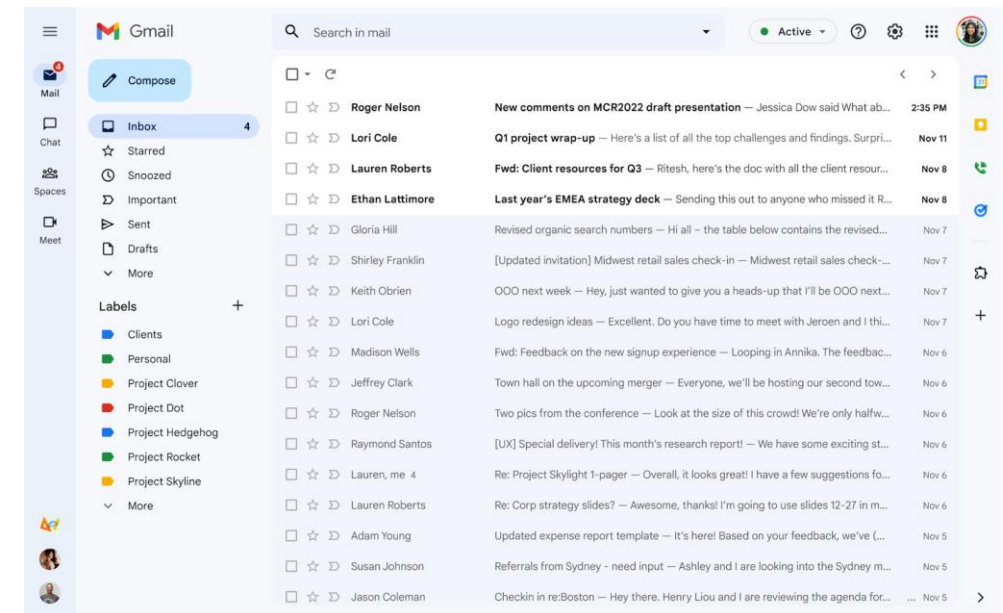 Gmail
Search in mail
Active
4
Mail
Chat
Spaces
Meet
Compose
Inbox 4
Starred
Snoozed
Important
Sent
Drafts
More
Labels
Clients
Personal
Project Clover
Project Dot
Project Hedgehog
Project Rocket
Project Skyline
More
Roger Nelson New comments on MCR2022 draft presentation — Jessica Dow said What ab... 2:35 PM
Lori Cole Q1 project wrap-up — Here's a list of all the top challenges and findings. Surpri... Nov 11
Lauren Roberts Fwd: Client resources for Q3 — Ritesh, here's the doc with all the client resour... Nov 8
Ethan Lattimore Last year's EMEA strategy deck — Sending this out to anyone who missed it R... Nov 8
Gloria Hill Revised organic search numbers — Hi all – the table below contains the revised... Nov 7
Shirley Franklin [Updated invitation] Midwest retail sales check-in — Midwest retail sales check-... Nov 7
Keith Obrien OOO next week — Hey, just wanted to give you a heads-up that I'll be OOO next... Nov 7
Lori Cole Logo redesign ideas — Excellent. Do you have time to meet with Jeroen and I thi... Nov 7
Madison Wells Fwd: Feedback on the new signup experience — Looping in Annika. The feedbac... Nov 6
Jeffrey Clark Town hall on the upcoming merger — Everyone, we'll be hosting our second tow... Nov 6
Roger Nelson Two pics from the conference — Look at the size of this crowd! We're only halfw... Nov 6
Raymond Santos [UX] Special delivery! This month's research report! — We have some exciting st... Nov 6
Lauren, me 4 Re: Project Skylight 1-pager — Overall, it looks great! I have a few suggestions fo... Nov 6
Lauren Roberts Re: Corp strategy slides? — Awesome, thanks! I'm going to use slides 12-27 in m... Nov 6
Adam Young Updated expense report template — It's here! Based on your feedback, we've (... Nov 5
Susan Johnson Referrals from Sydney - need input — Ashley and I are looking into the Sydney m... Nov 5
Jason Coleman Checkin in re:Boston — Hey there. Henry Liou and I are reviewing the agenda for... ... Nov 5
31